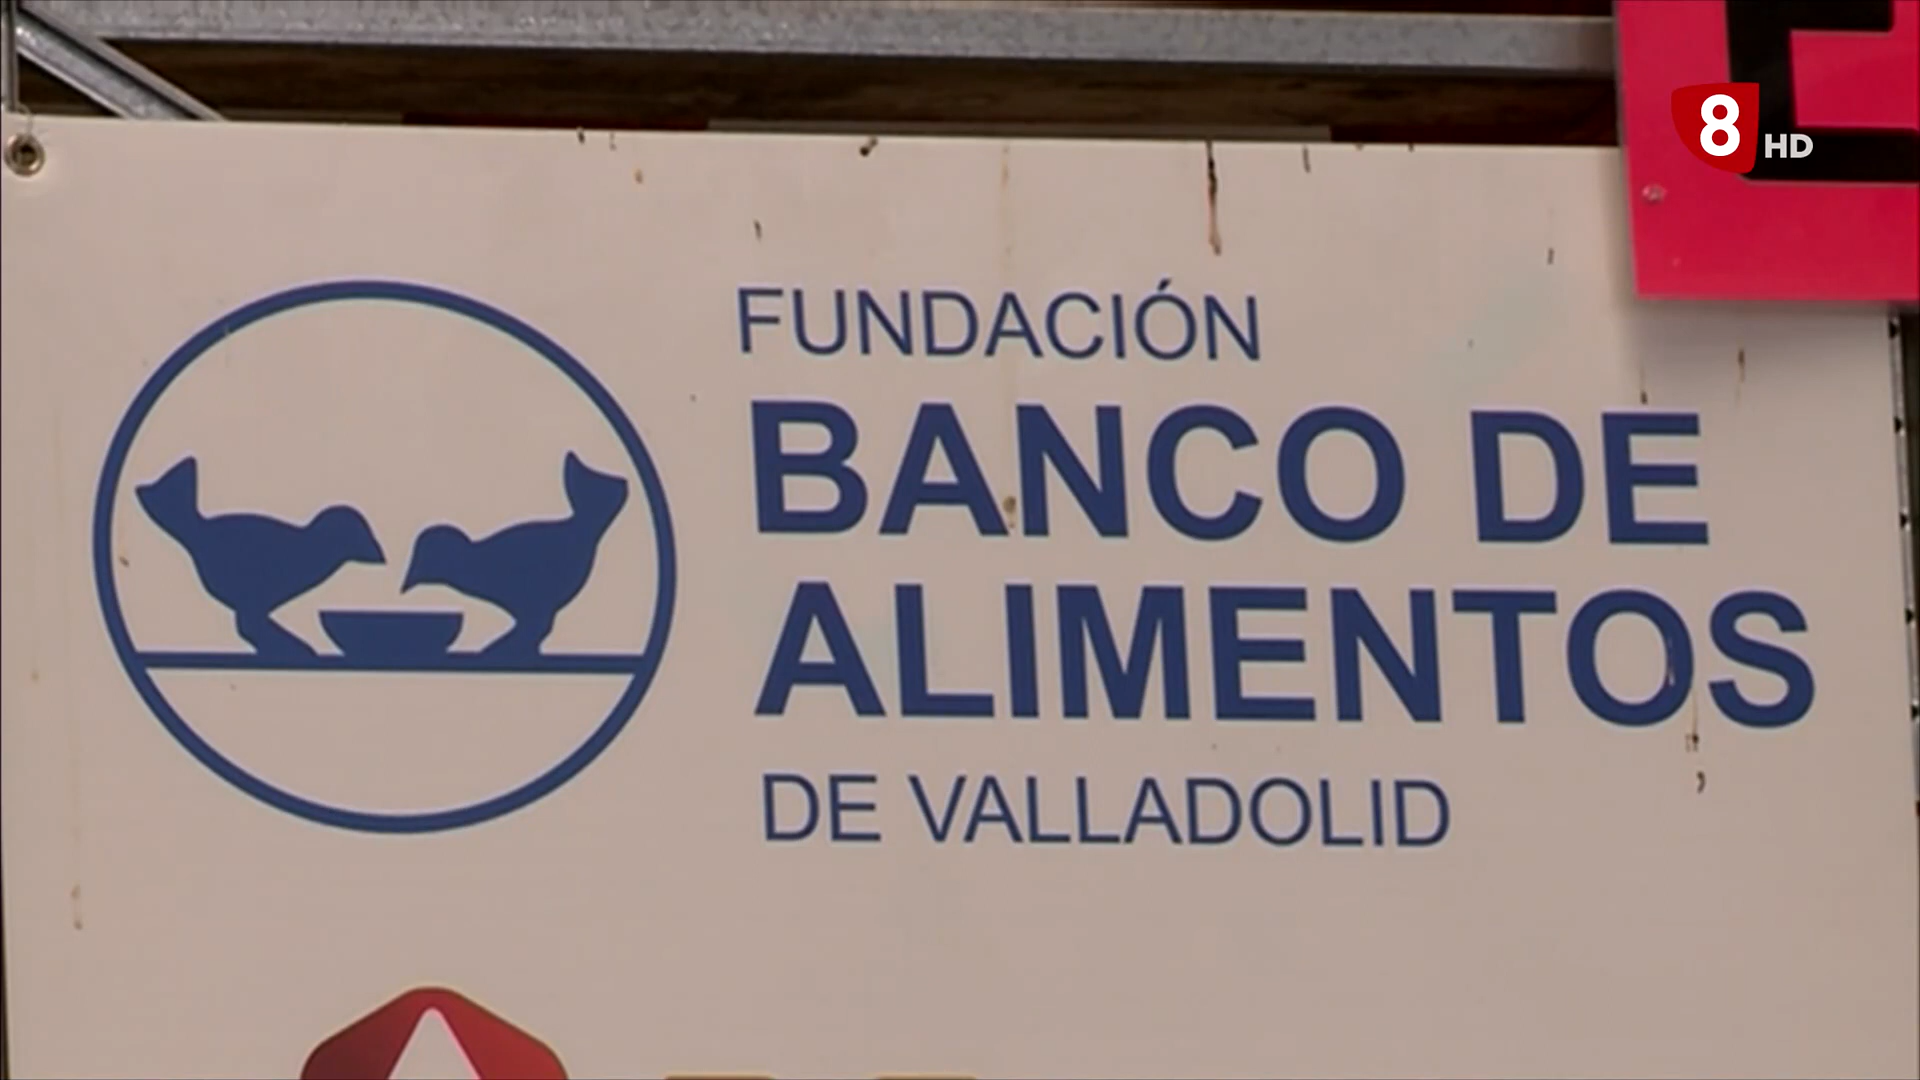 8 HD
FUNDACIÓN
BANCO DE
ALIMENTOS
DE VALLADOLID